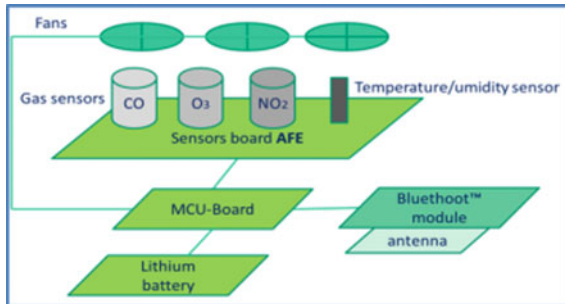 Fans
Gas sensors
CO
O₃
NO₂
Temperature/umidity sensor
Sensors board AFE
MCU-Board
Bluethoot™
module
antenna
Lithium
battery